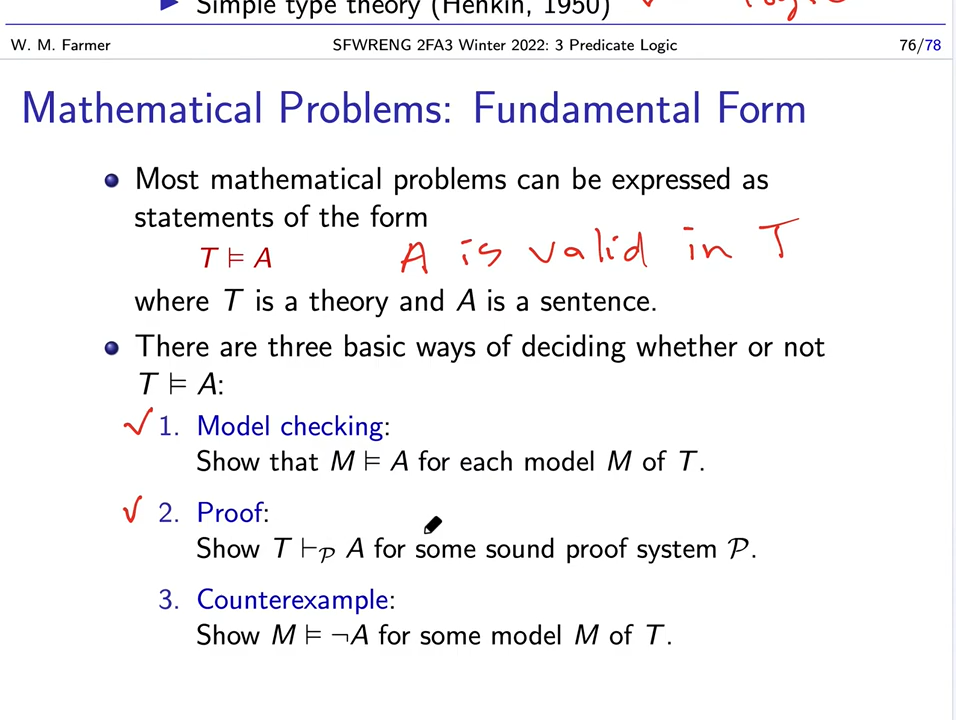 ▶ Simple type theory (Henkin, 1950) ✓ logic
W. M. Farmer SFWRENG 2FA3 Winter 2022: 3 Predicate Logic 76/78
Mathematical Problems: Fundamental Form
• Most mathematical problems can be expressed as
statements of the form
T ⊨ A A is valid in T
where T is a theory and A is a sentence.
• There are three basic ways of deciding whether or not
T ⊨ A:
✓ 1. Model checking:
Show that M ⊨ A for each model M of T.
✓ 2. Proof:
Show T ⊢𝒫 A for some sound proof system 𝒫.
3. Counterexample:
Show M ⊨ ¬A for some model M of T.